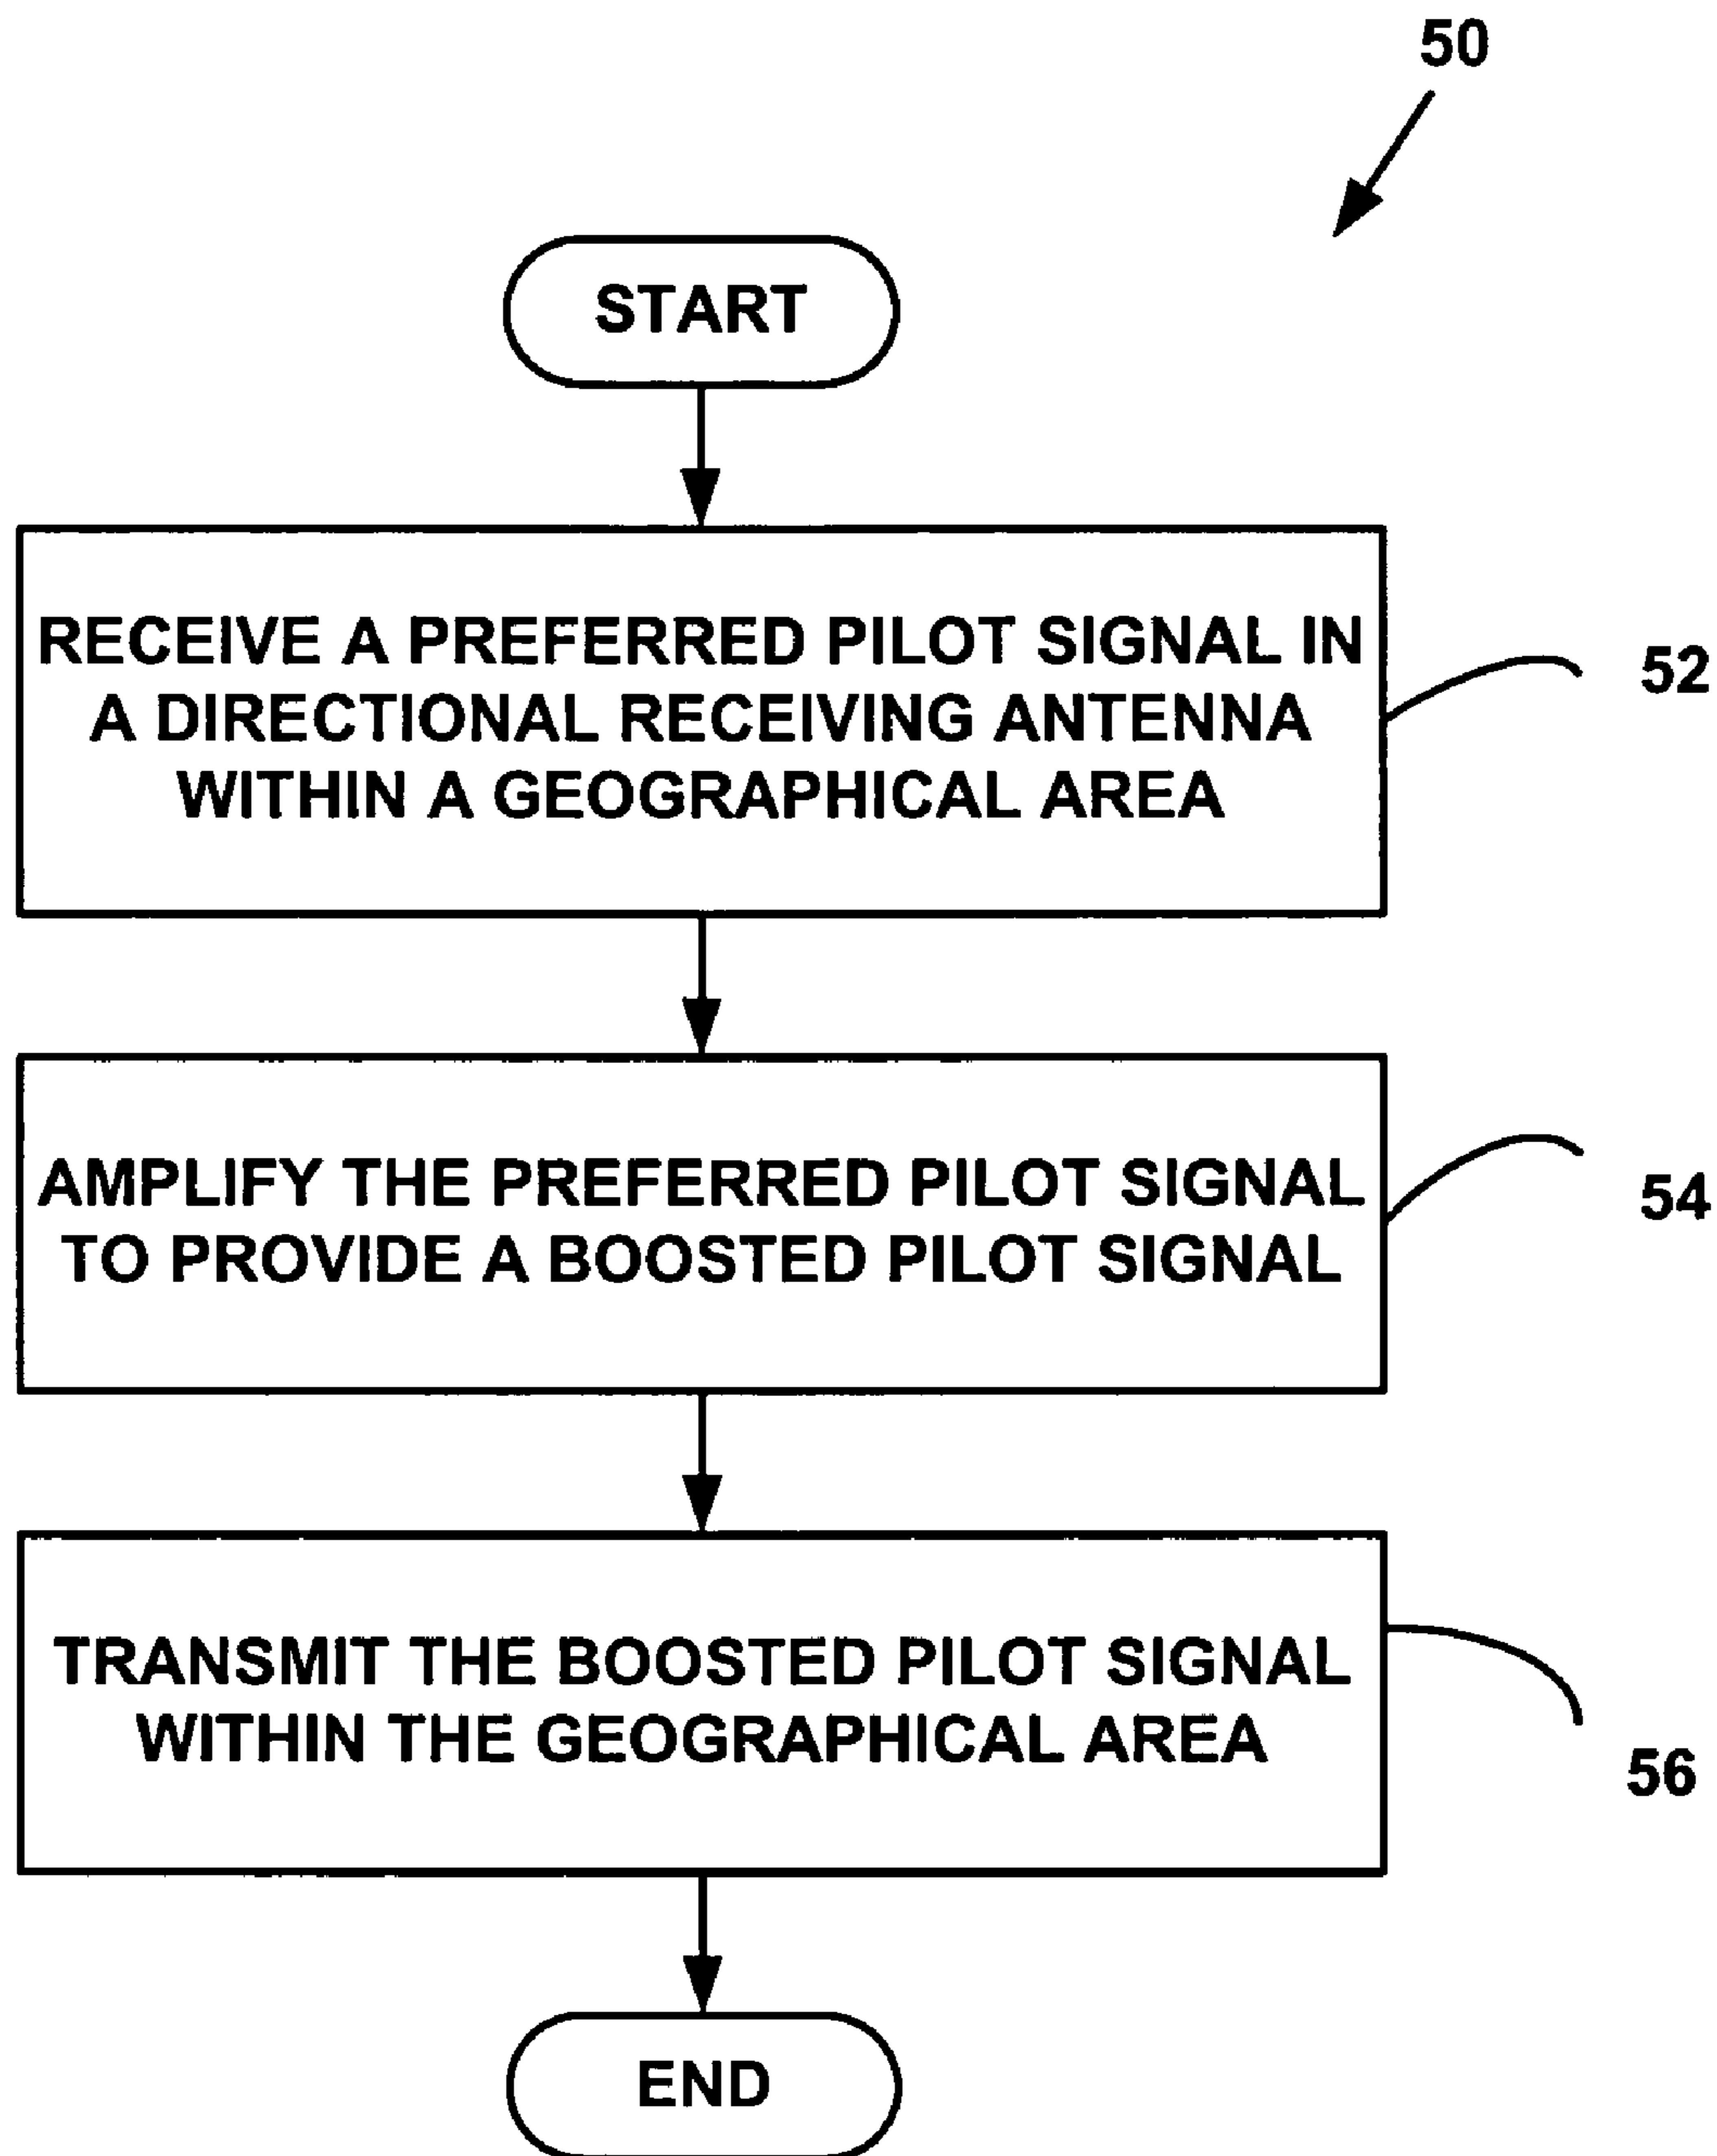 50
START
RECEIVE A PREFERRED PILOT SIGNAL IN
A DIRECTIONAL RECEIVING ANTENNA
WITHIN A GEOGRAPHICAL AREA
52
AMPLIFY THE PREFERRED PILOT SIGNAL
TO PROVIDE A BOOSTED PILOT SIGNAL
54
TRANSMIT THE BOOSTED PILOT SIGNAL
WITHIN THE GEOGRAPHICAL AREA
56
END